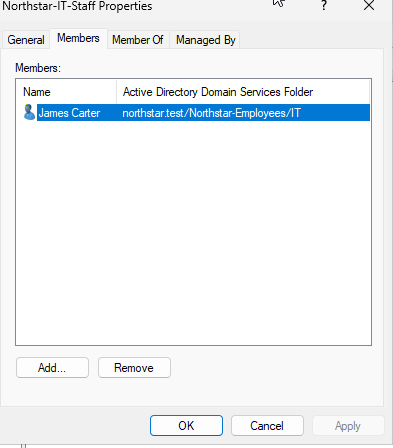 Northstar-IT-Staff Properties ? ×
General Members Member Of Managed By
Members:
Name Active Directory Domain Services Folder
James Carter northstar.test/Northstar-Employees/IT
Add... Remove
OK Cancel Apply